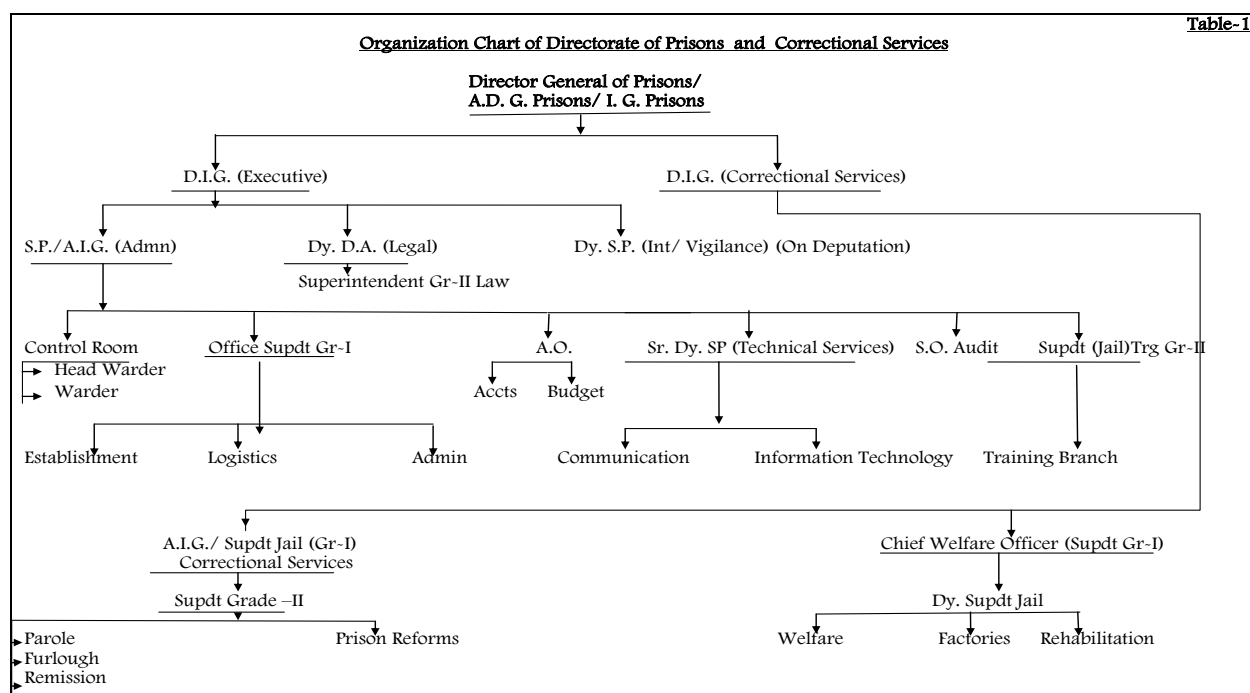 Table-1
Organization Chart of Directorate of Prisons and Correctional Services
Director General of Prisons/
A.D. G. Prisons/ I. G. Prisons
D.I.G. (Executive)
D.I.G. (Correctional Services)
S.P./A.I.G. (Admn)
Dy. D.A. (Legal)
Dy. S.P. (Int/ Vigilance) (On Deputation)
Superintendent Gr-II Law
Control Room
Office Supdt Gr-I
A.O.
Sr. Dy. SP (Technical Services)
S.O. Audit
Supdt (Jail)Trg Gr-II
Head Warder
Warder
Accts
Budget
Establishment
Logistics
Admin
Communication
Information Technology
Training Branch
A.I.G./ Supdt Jail (Gr-I)
Correctional Services
Chief Welfare Officer (Supdt Gr-I)
Supdt Grade –II
Dy. Supdt Jail
Parole
Furlough
Remission
Prison Reforms
Welfare
Factories
Rehabilitation